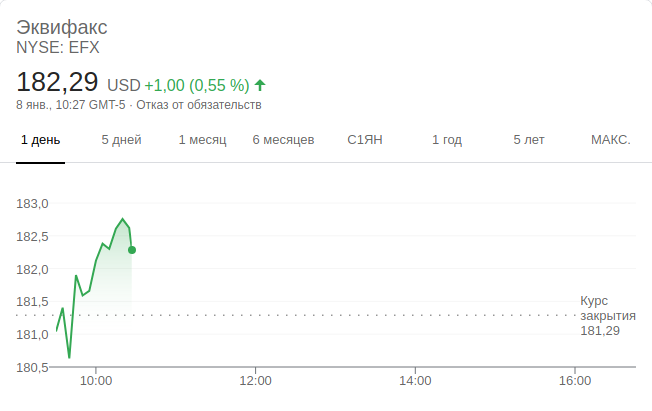 Эквифакс
NYSE: EFX
182,29 USD +1,00 (0,55 %)
8 янв., 10:27 GMT-5 · Отказ от обязательств
1 день 5 дней 1 месяц 6 месяцев С1ЯН 1 год 5 лет МАКС.
183,0
182,5
182,0
181,5
Курс
закрытия
181,29
181,0
180,5
10:00 12:00 14:00 16:00